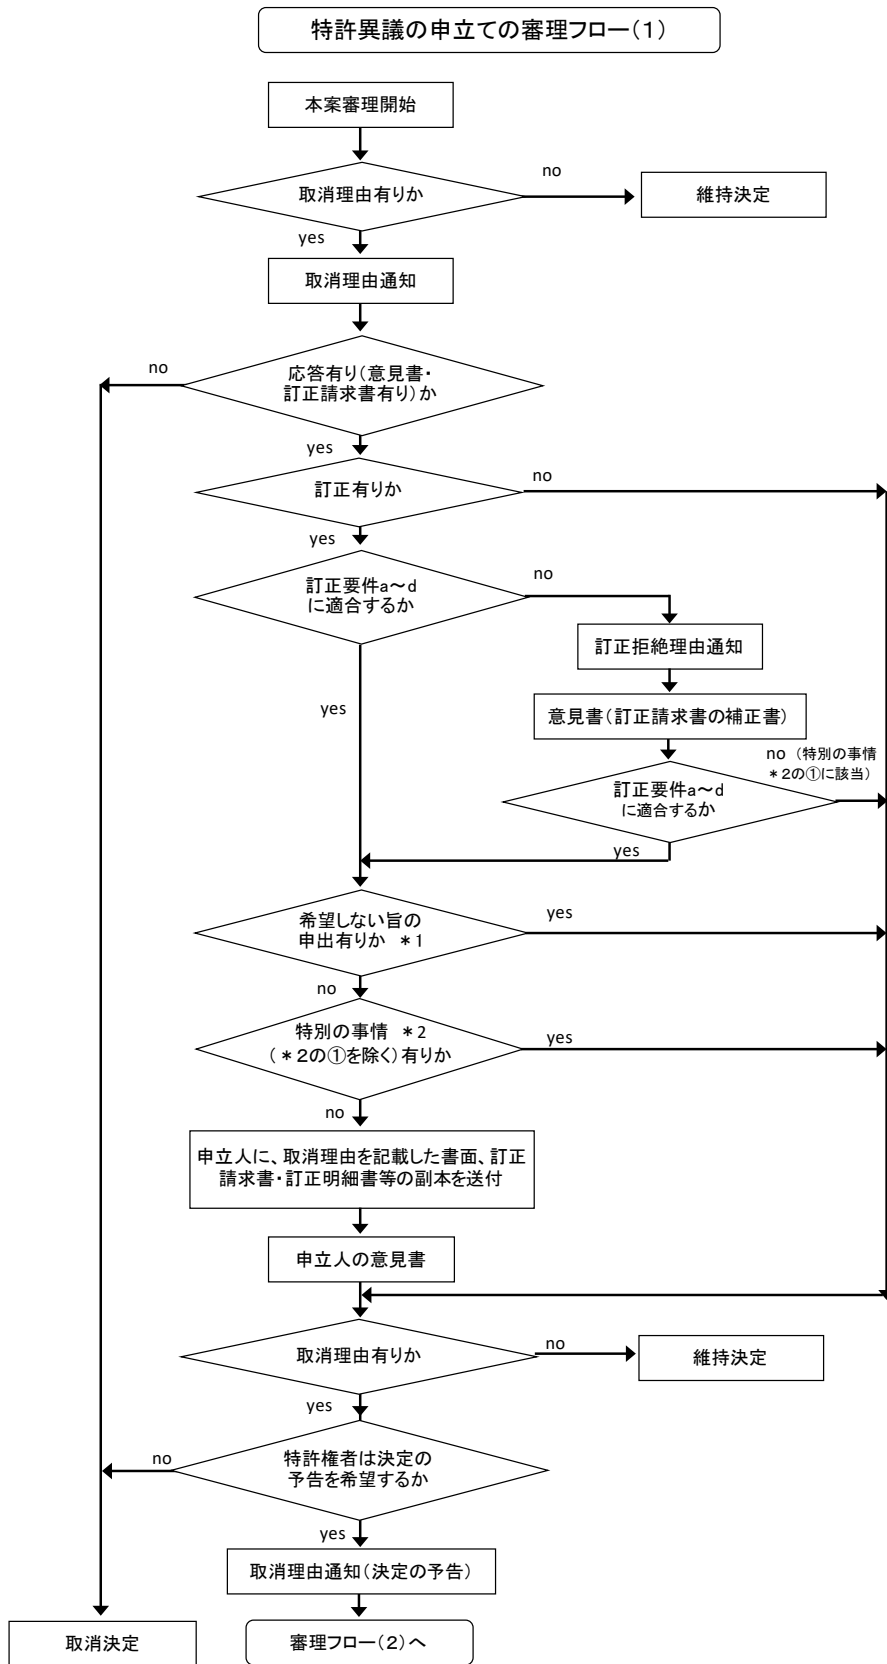 特許異議の申立ての審理フロー(1)
本案審理開始
取消理由有りか
no
維持決定
yes
取消理由通知
応答有り(意見書・
訂正請求書有り)か
no
yes
訂正有りか
no
yes
訂正要件a~d
に適合するか
no
訂正拒絶理由通知
yes
意見書(訂正請求書の補正書)
no (特別の事情
*2の①に該当)
訂正要件a~d
に適合するか
yes
希望しない旨の
申出有りか *1
yes
no
特別の事情 *2
(*2の①を除く)有りか
yes
no
申立人に、取消理由を記載した書面、訂正
請求書・訂正明細書等の副本を送付
申立人の意見書
取消理由有りか
no
維持決定
yes
特許権者は決定の
予告を希望するか
no
yes
取消理由通知(決定の予告)
取消決定
審理フロー(2)へ